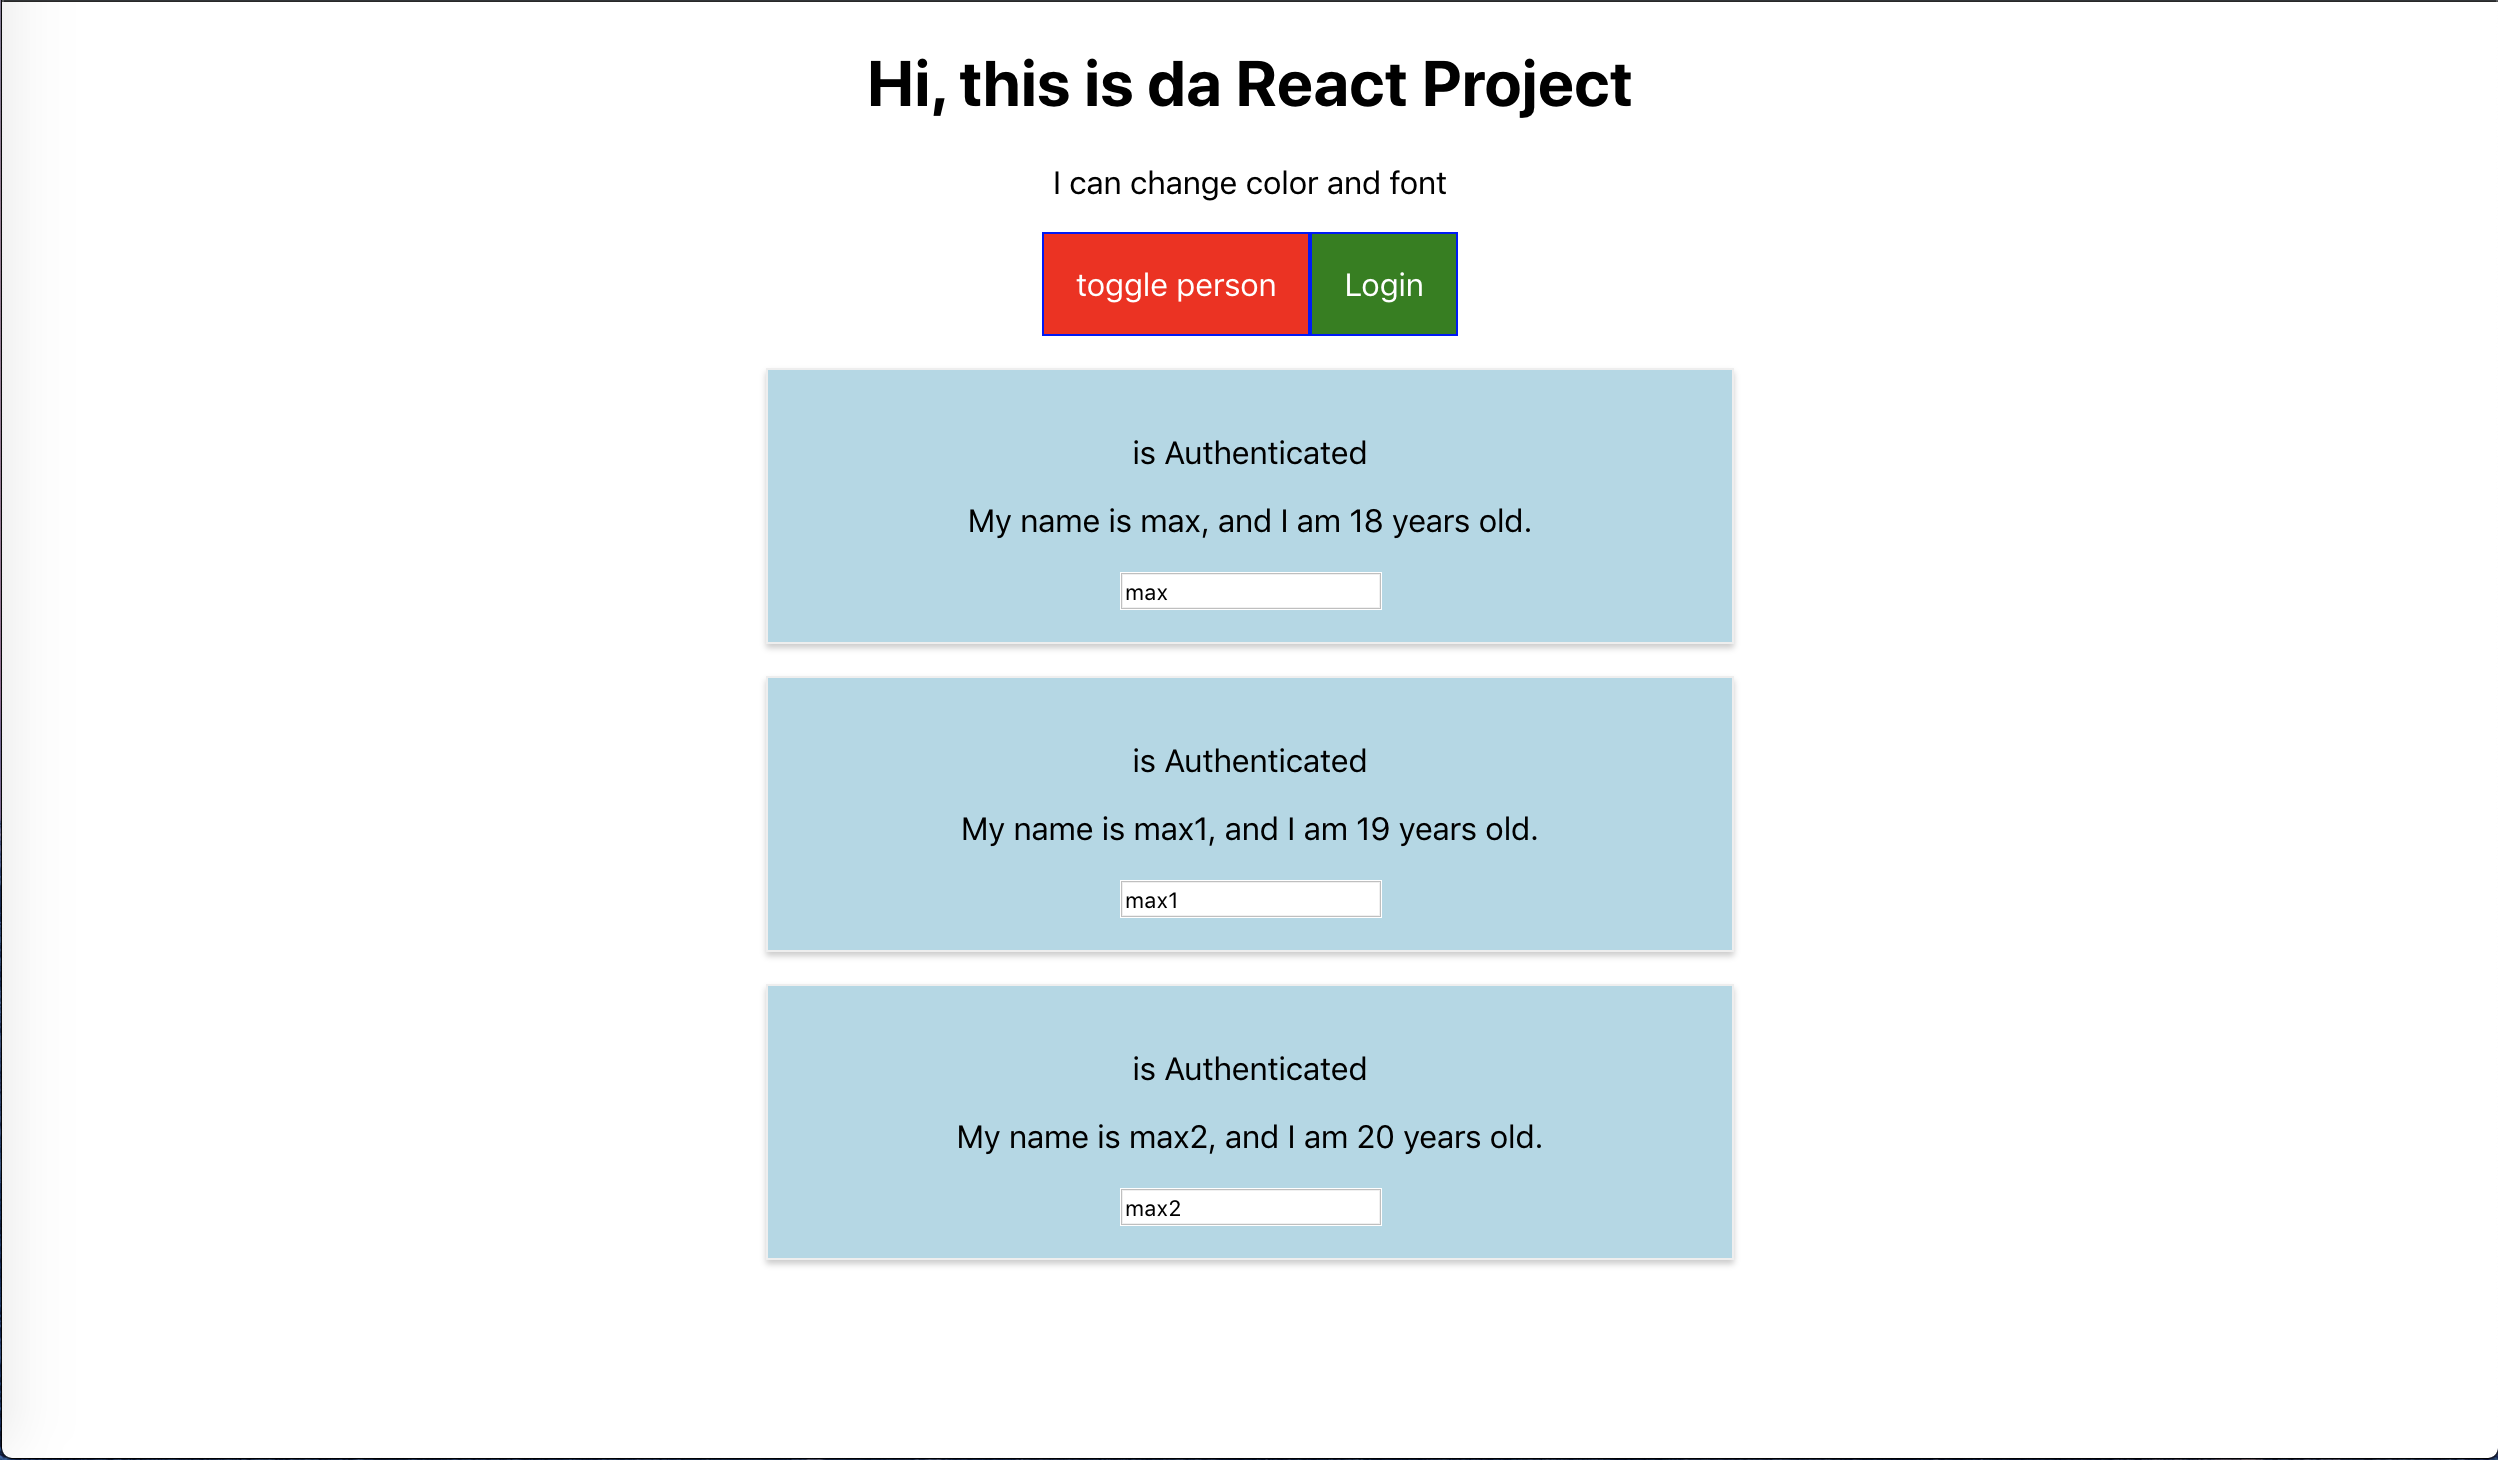 Hi, this is da React Project
I can change color and font
toggle person Login
is Authenticated
My name is max, and I am 18 years old.
max
is Authenticated
My name is max1, and I am 19 years old.
max1
is Authenticated
My name is max2, and I am 20 years old.
max2